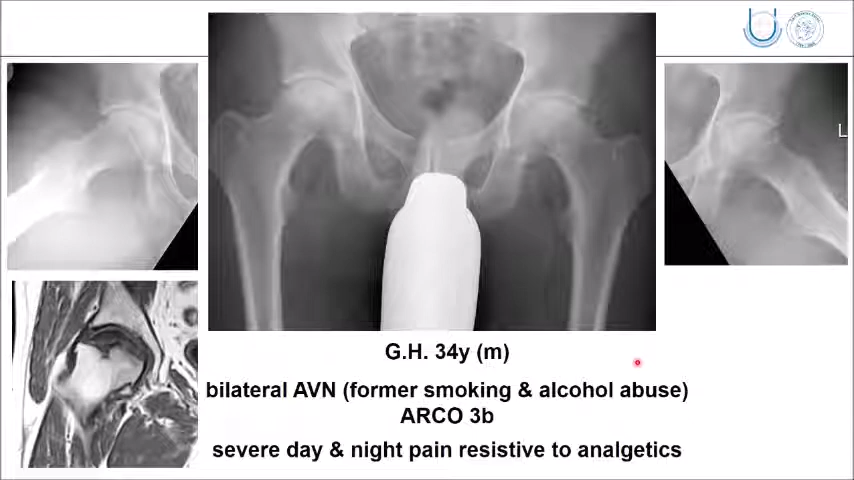 L
G.H. 34y (m)
bilateral AVN (former smoking & alcohol abuse)
ARCO 3b
severe day & night pain resistive to analgetics